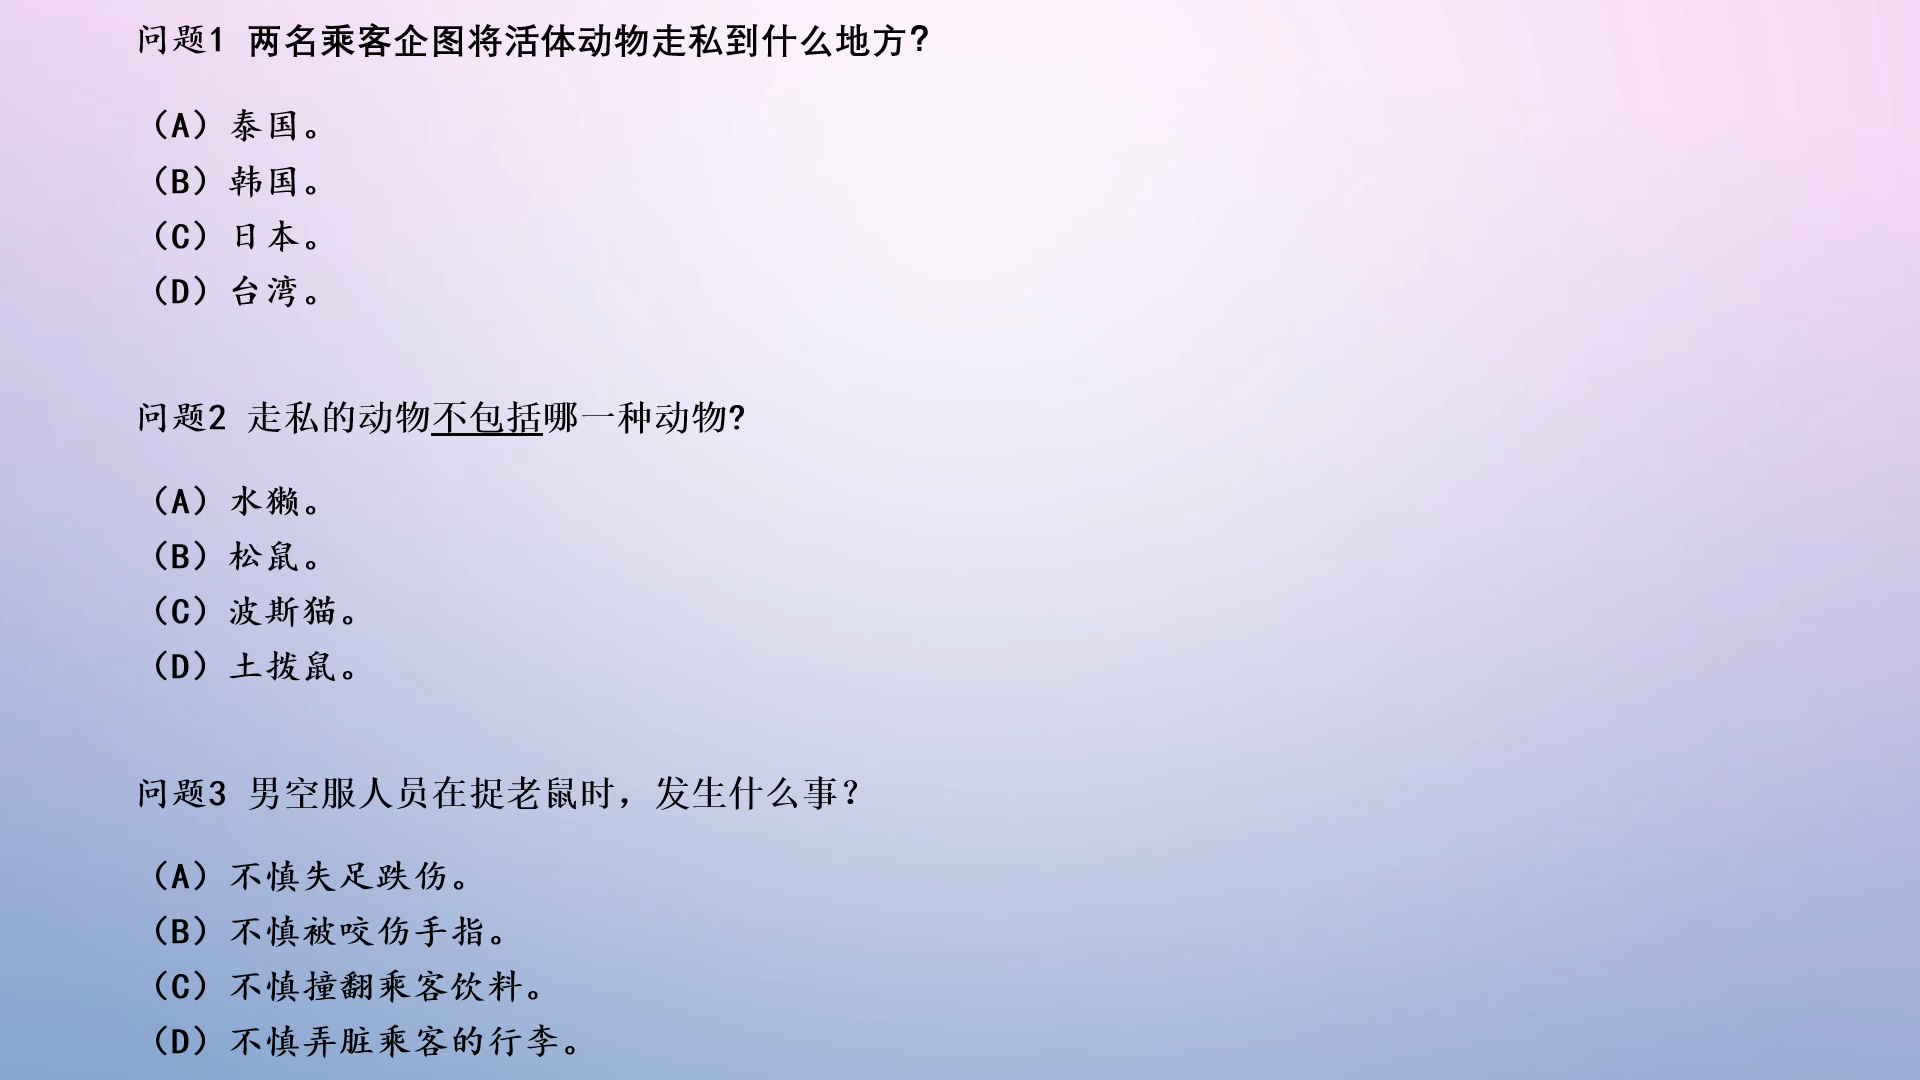 问题1 两名乘客企图将活体动物走私到什么地方?
（A）泰国。
（B）韩国。
（C）日本。
（D）台湾。
问题2 走私的动物不包括哪一种动物?
（A）水獭。
（B）松鼠。
（C）波斯猫。
（D）土拨鼠。
问题3 男空服人员在捉老鼠时，发生什么事？
（A）不慎失足跌伤。
（B）不慎被咬伤手指。
（C）不慎撞翻乘客饮料。
（D）不慎弄脏乘客的行李。